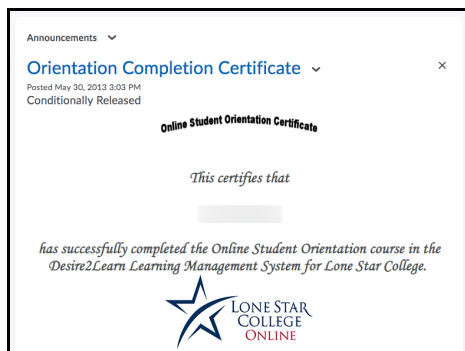 Announcements
Orientation Completion Certificate
Posted May 30, 2013 3:03 PM
Conditionally Released
Online Student Orientation Certificate
This certifies that
has successfully completed the Online Student Orientation course in the
Desire2Learn Learning Management System for Lone Star College.
LONE STAR
COLLEGE
ONLINE